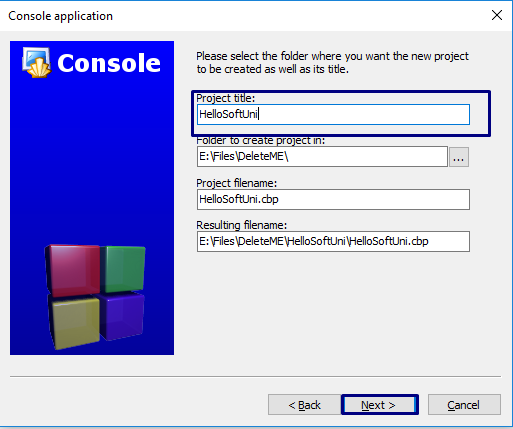 Console application
Console
Please select the folder where you want the new project
to be created as well as its title.
Project title:
HelloSoftUni
Folder to create project in:
E:\Files\DeleteME\
...
Project filename:
HelloSoftUni.cbp
Resulting filename:
E:\Files\DeleteME\HelloSoftUni\HelloSoftUni.cbp
< Back Next > Cancel